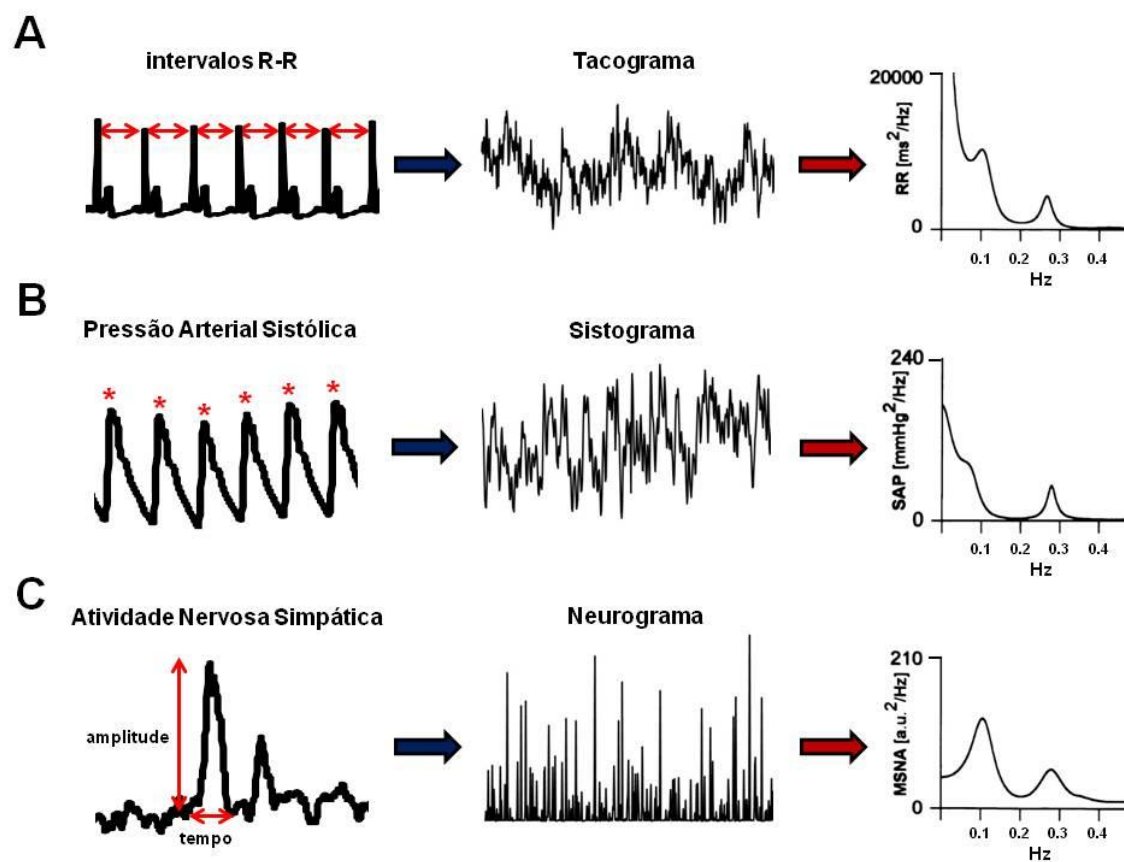 A
intervalos R-R
Tacograma
20000
RR [ms²/Hz]
0
0.1 0.2 0.3 0.4
Hz
B
Pressão Arterial Sistólica
Sistograma
* * * * * *
240
SAP [mmHg²/Hz]
0
0.1 0.2 0.3 0.4
Hz
C
Atividade Nervosa Simpática
Neurograma
amplitude
tempo
210
MSNA [a.u.²/Hz]
0
0.1 0.2 0.3 0.4
Hz